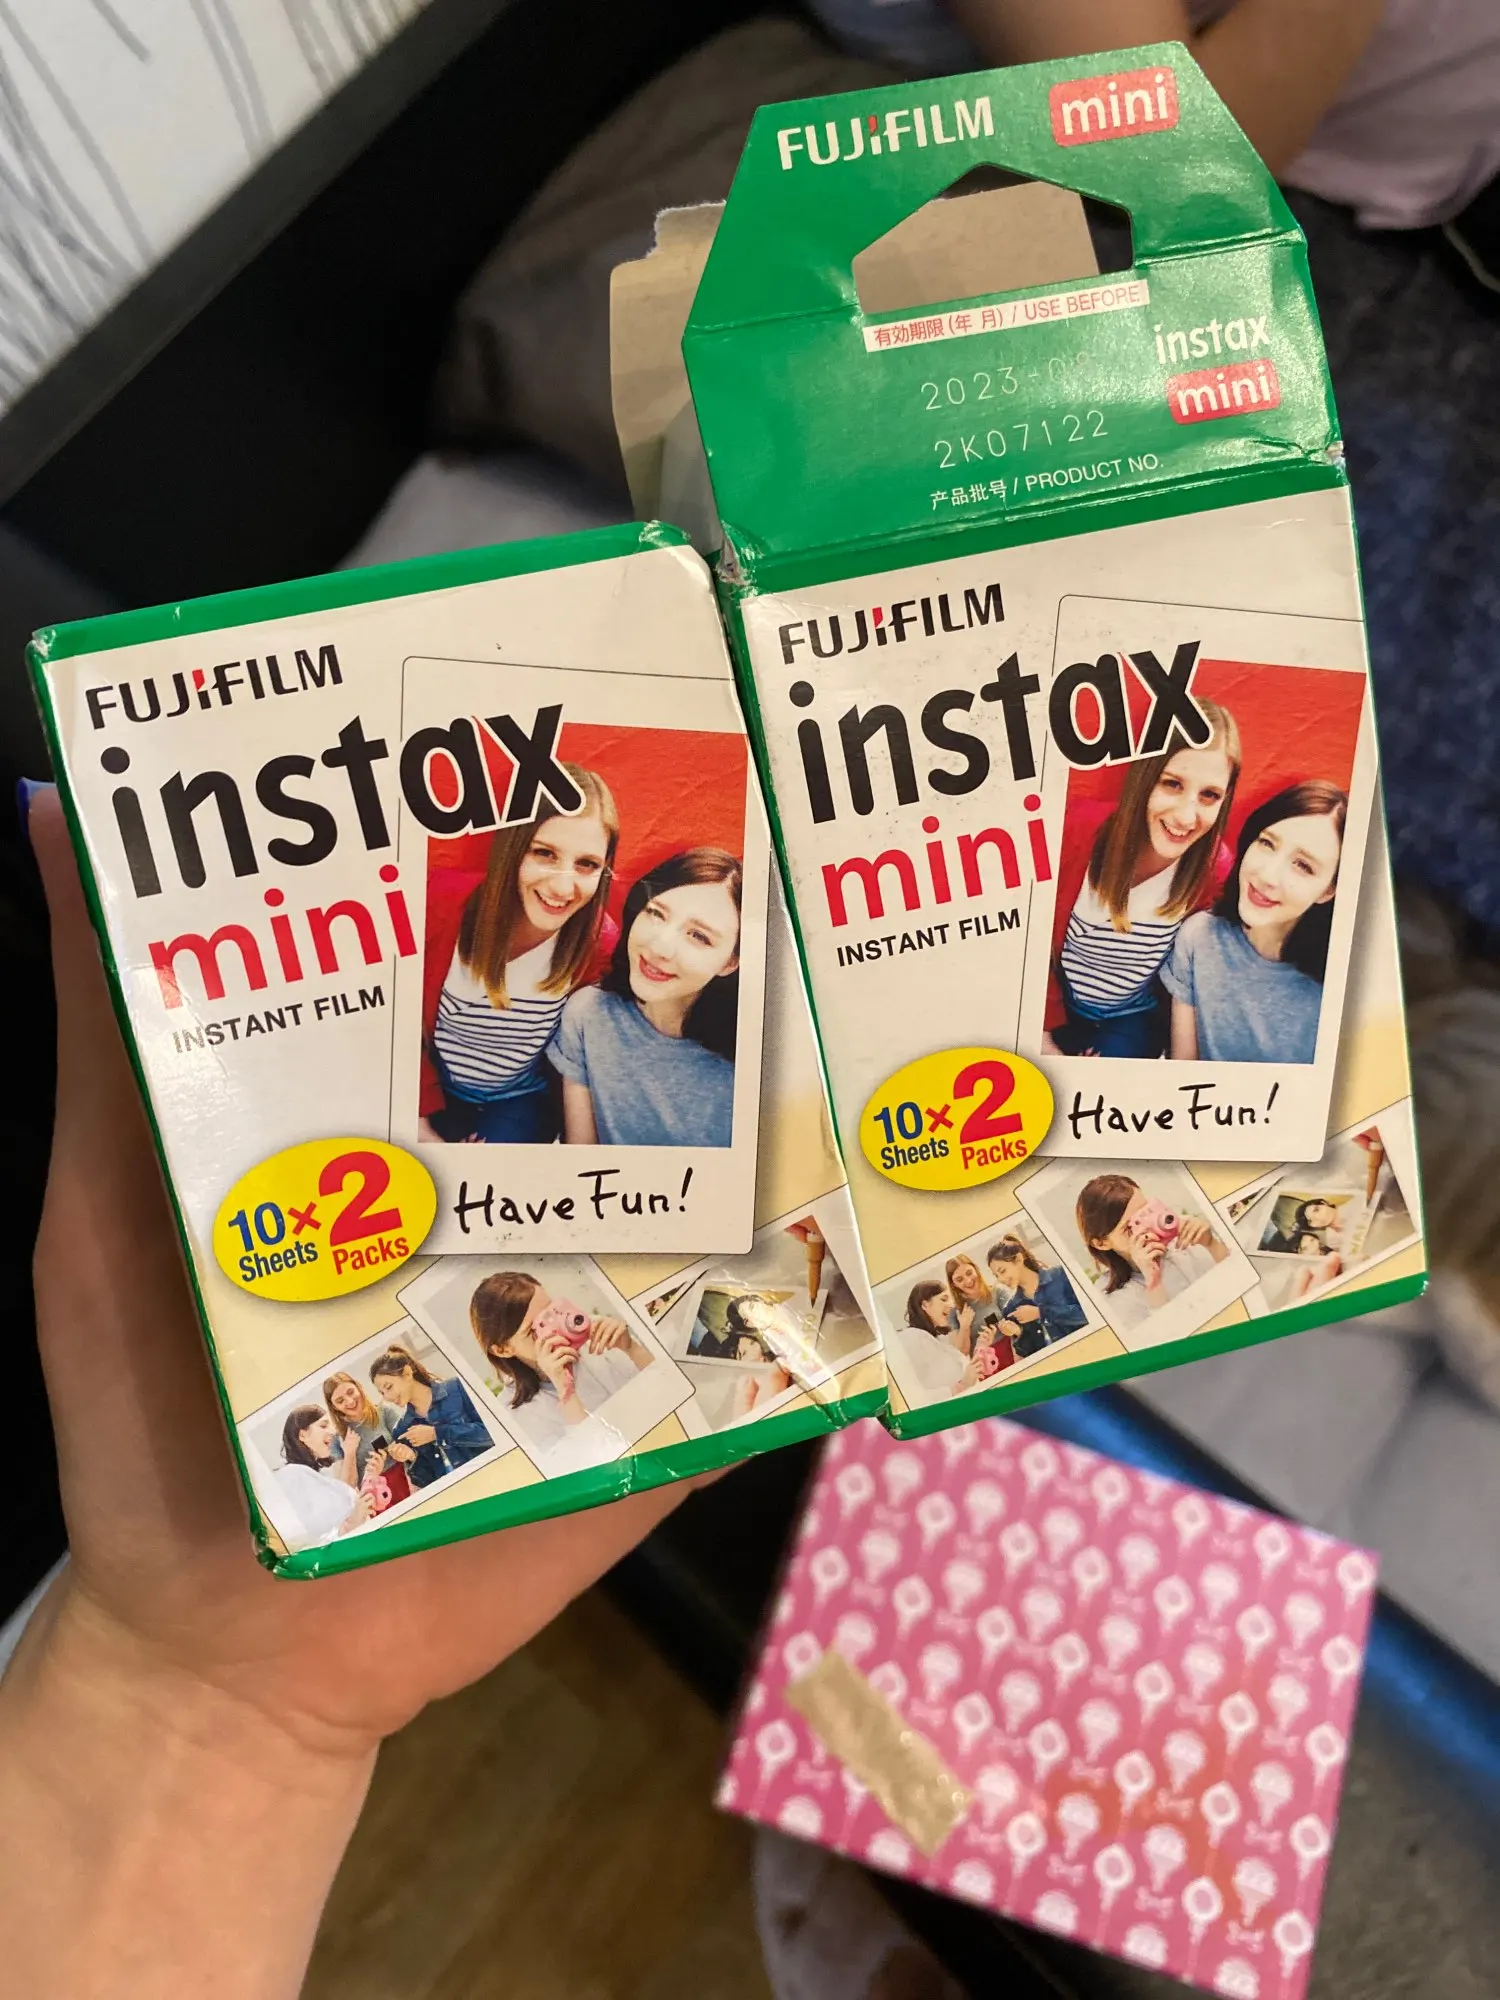 FUJIFILM mini
有効期限(年 月) / USE BEFORE
instax
mini
2023-0
2K07122
产品批号 / PRODUCT NO.
FUJIFILM
instax
mini
INSTANT FILM
10 × 2
Sheets Packs
Have Fun!
FUJIFILM
instax
mini
INSTANT FILM
10 × 2
Sheets Packs
Have Fun!